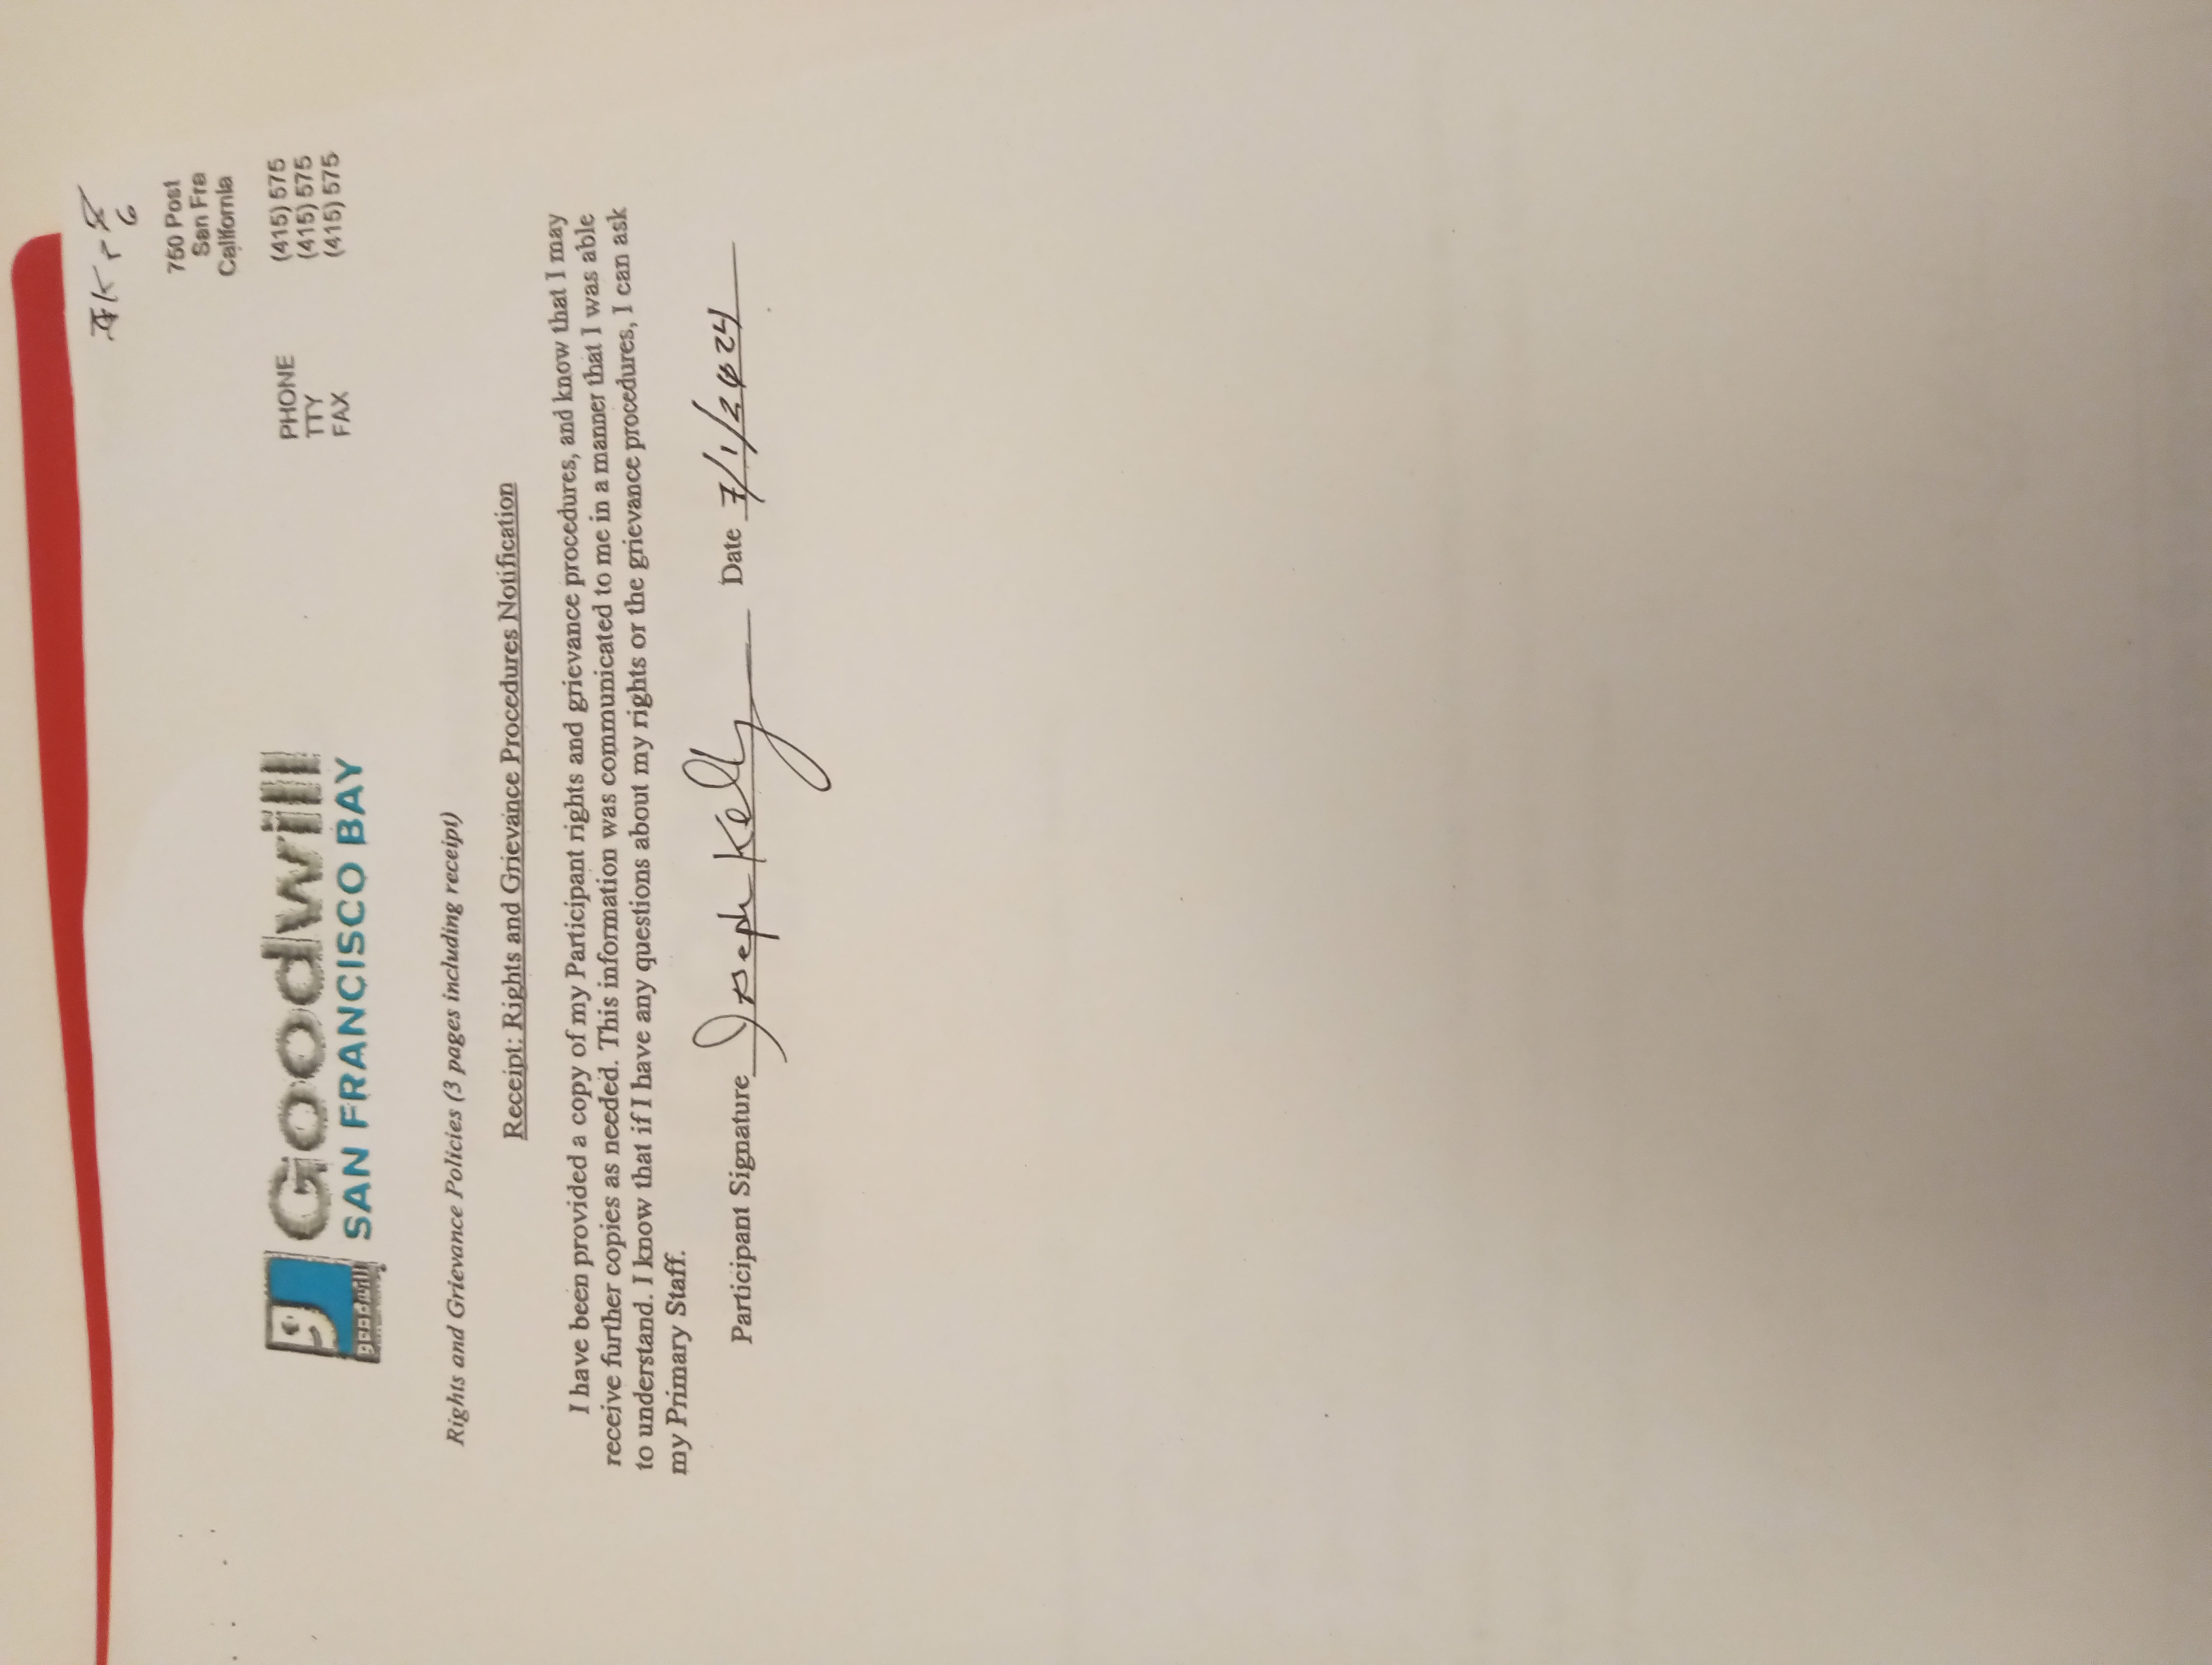 750 Post
San Fra
California
goodwill
Goodwill
SAN FRANCISCO BAY
PHONE (415) 575
TTY (415) 575
FAX (415) 575
Rights and Grievance Policies (3 pages including receipt)
Receipt: Rights and Grievance Procedures Notification
I have been provided a copy of my Participant rights and grievance procedures, and know that I may
receive further copies as needed. This information was communicated to me in a manner that I was able
to understand. I know that if I have any questions about my rights or the grievance procedures, I can ask
my Primary Staff.
Participant Signature Joseph Kelly Date 7/1/2024